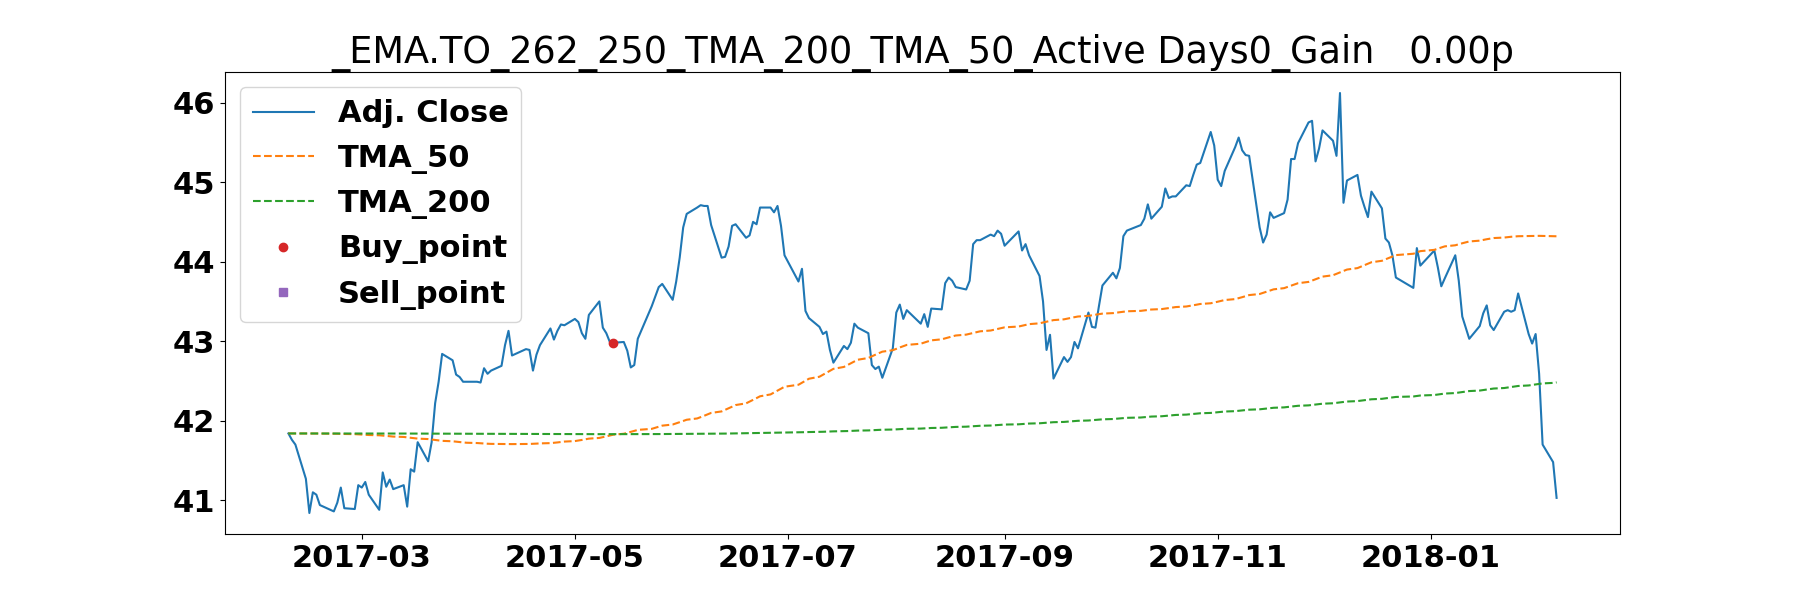 _EMA.TO_262_250_TMA_200_TMA_50_Active Days0_Gain   0.00p
46
45
44
43
42
41
Adj. Close
TMA_50
TMA_200
Buy_point
Sell_point
2017-03 2017-05 2017-07 2017-09 2017-11 2018-01